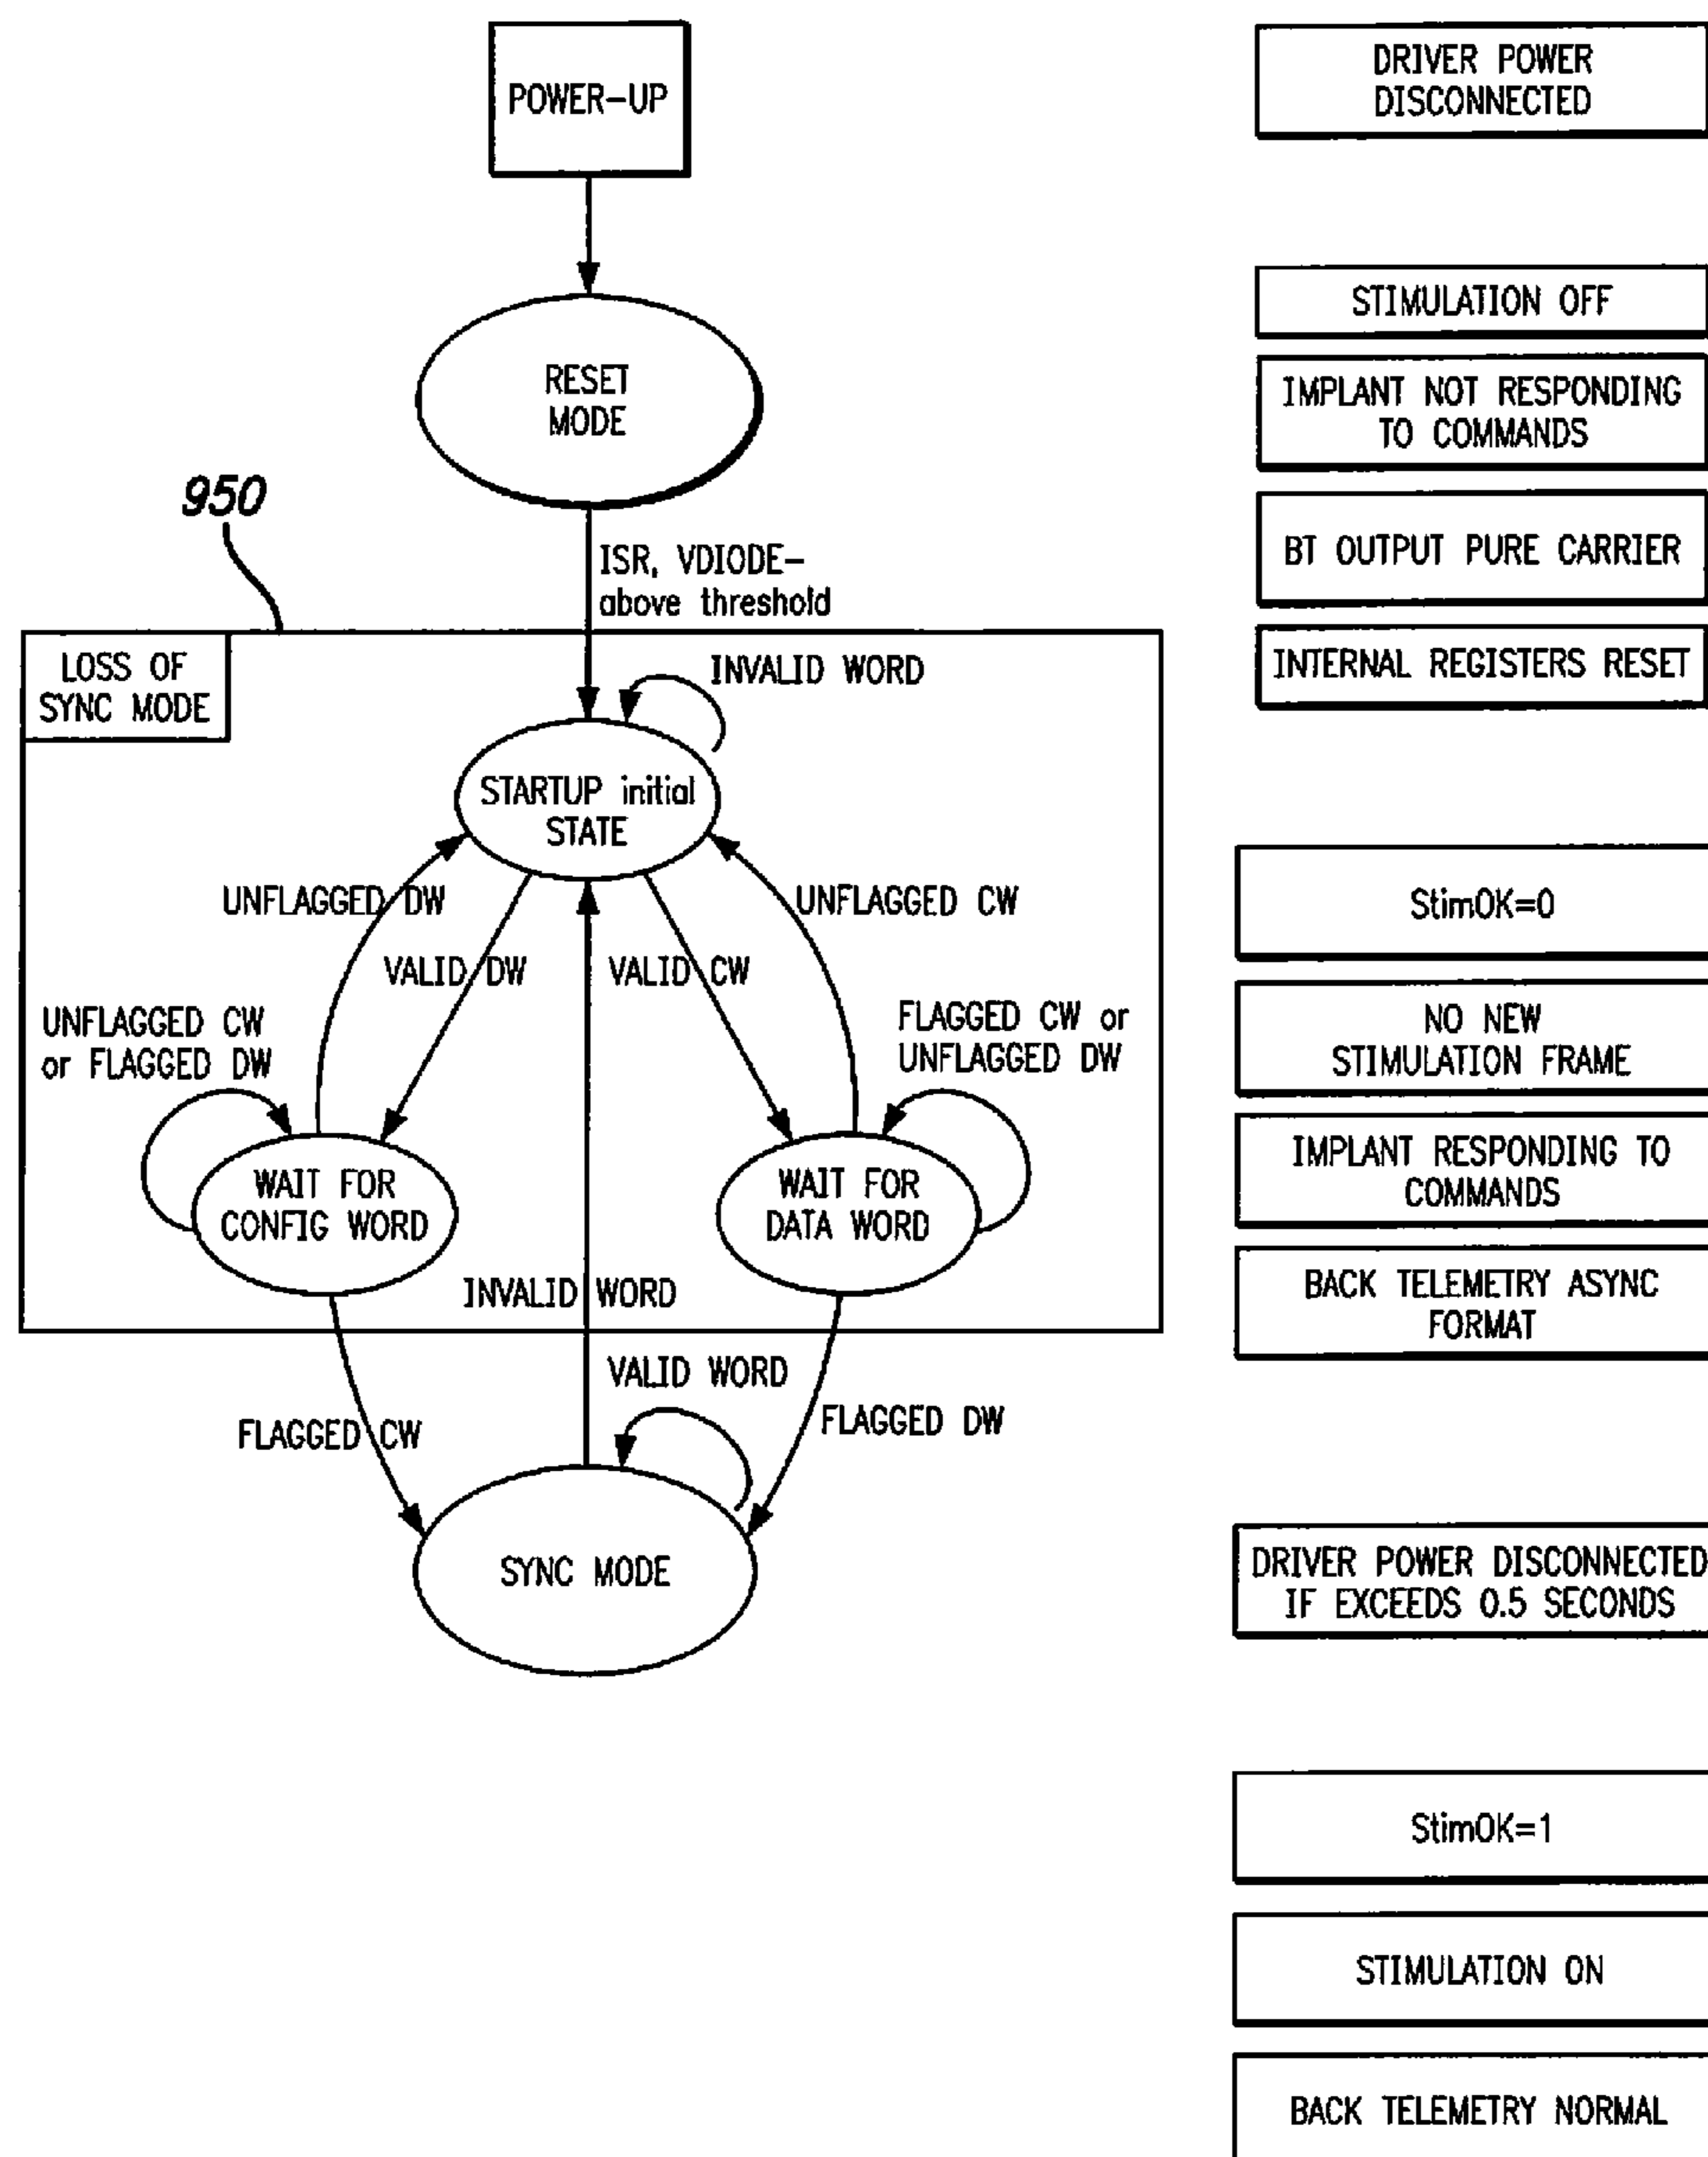 POWER-UP
RESET
MODE
950
ISR, VDIODE-
above threshold
LOSS OF
SYNC MODE
INVALID WORD
STARTUP initial
STATE
UNFLAGGED DW
UNFLAGGED CW
VALID DW
VALID CW
UNFLAGGED CW
or FLAGGED DW
FLAGGED CW or
UNFLAGGED DW
WAIT FOR
CONFIG WORD
WAIT FOR
DATA WORD
INVALID WORD
VALID WORD
FLAGGED CW
FLAGGED DW
SYNC MODE
DRIVER POWER
DISCONNECTED
STIMULATION OFF
IMPLANT NOT RESPONDING
TO COMMANDS
BT OUTPUT PURE CARRIER
INTERNAL REGISTERS RESET
StimOK=0
NO NEW
STIMULATION FRAME
IMPLANT RESPONDING TO
COMMANDS
BACK TELEMETRY ASYNC
FORMAT
DRIVER POWER DISCONNECTED
IF EXCEEDS 0.5 SECONDS
StimOK=1
STIMULATION ON
BACK TELEMETRY NORMAL